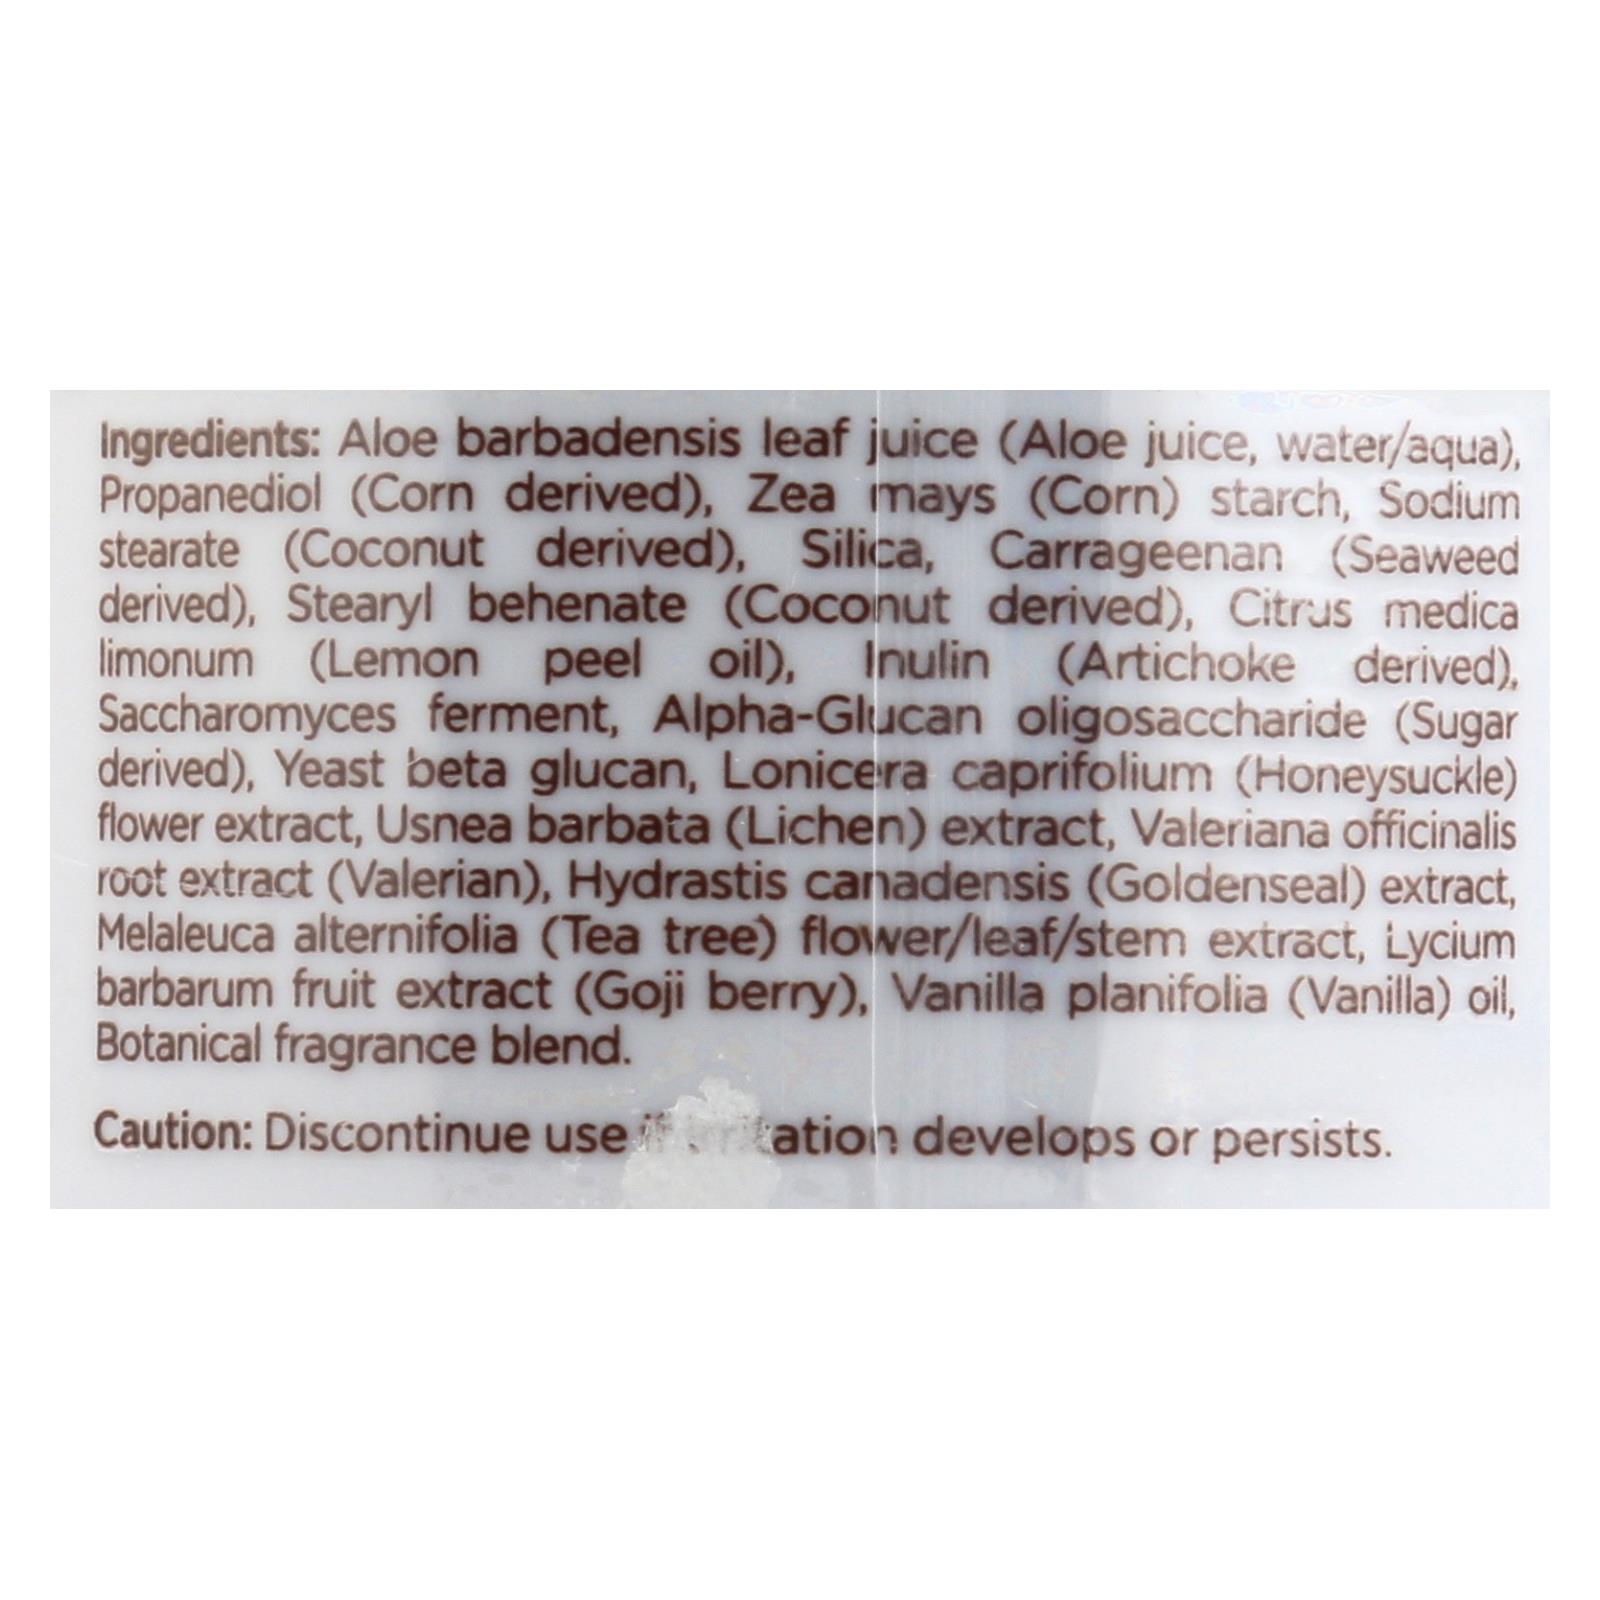 Ingredients: Aloe barbadensis leaf juice (Aloe juice, water/aqua),
Propanediol (Corn derived), Zea mays (Corn) starch, Sodium
stearate (Coconut derived), Silica, Carrageenan (Seaweed
derived), Stearyl behenate (Coconut derived), Citrus medica
limonum (Lemon peel oil), Inulin (Artichoke derived),
Saccharomyces ferment, Alpha-Glucan oligosaccharide (Sugar
derived), Yeast beta glucan, Lonicera caprifolium (Honeysuckle)
flower extract, Usnea barbata (Lichen) extract, Valeriana officinalis
root extract (Valerian), Hydrastis canadensis (Goldenseal) extract,
Melaleuca alternifolia (Tea tree) flower/leaf/stem extract, Lycium
barbarum fruit extract (Goji berry), Vanilla planifolia (Vanilla) oil,
Botanical fragrance blend.
Caution: Discontinue use develops or persists.